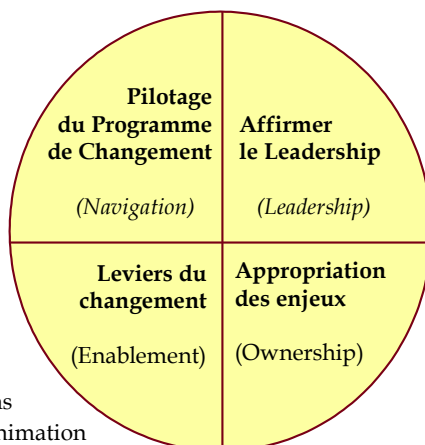 Pilotage
du Programme
de Changement
(Navigation)
Affirmer
le Leadership
(Leadership)
Leviers du
changement
(Enablement)
Appropriation
des enjeux
(Ownership)